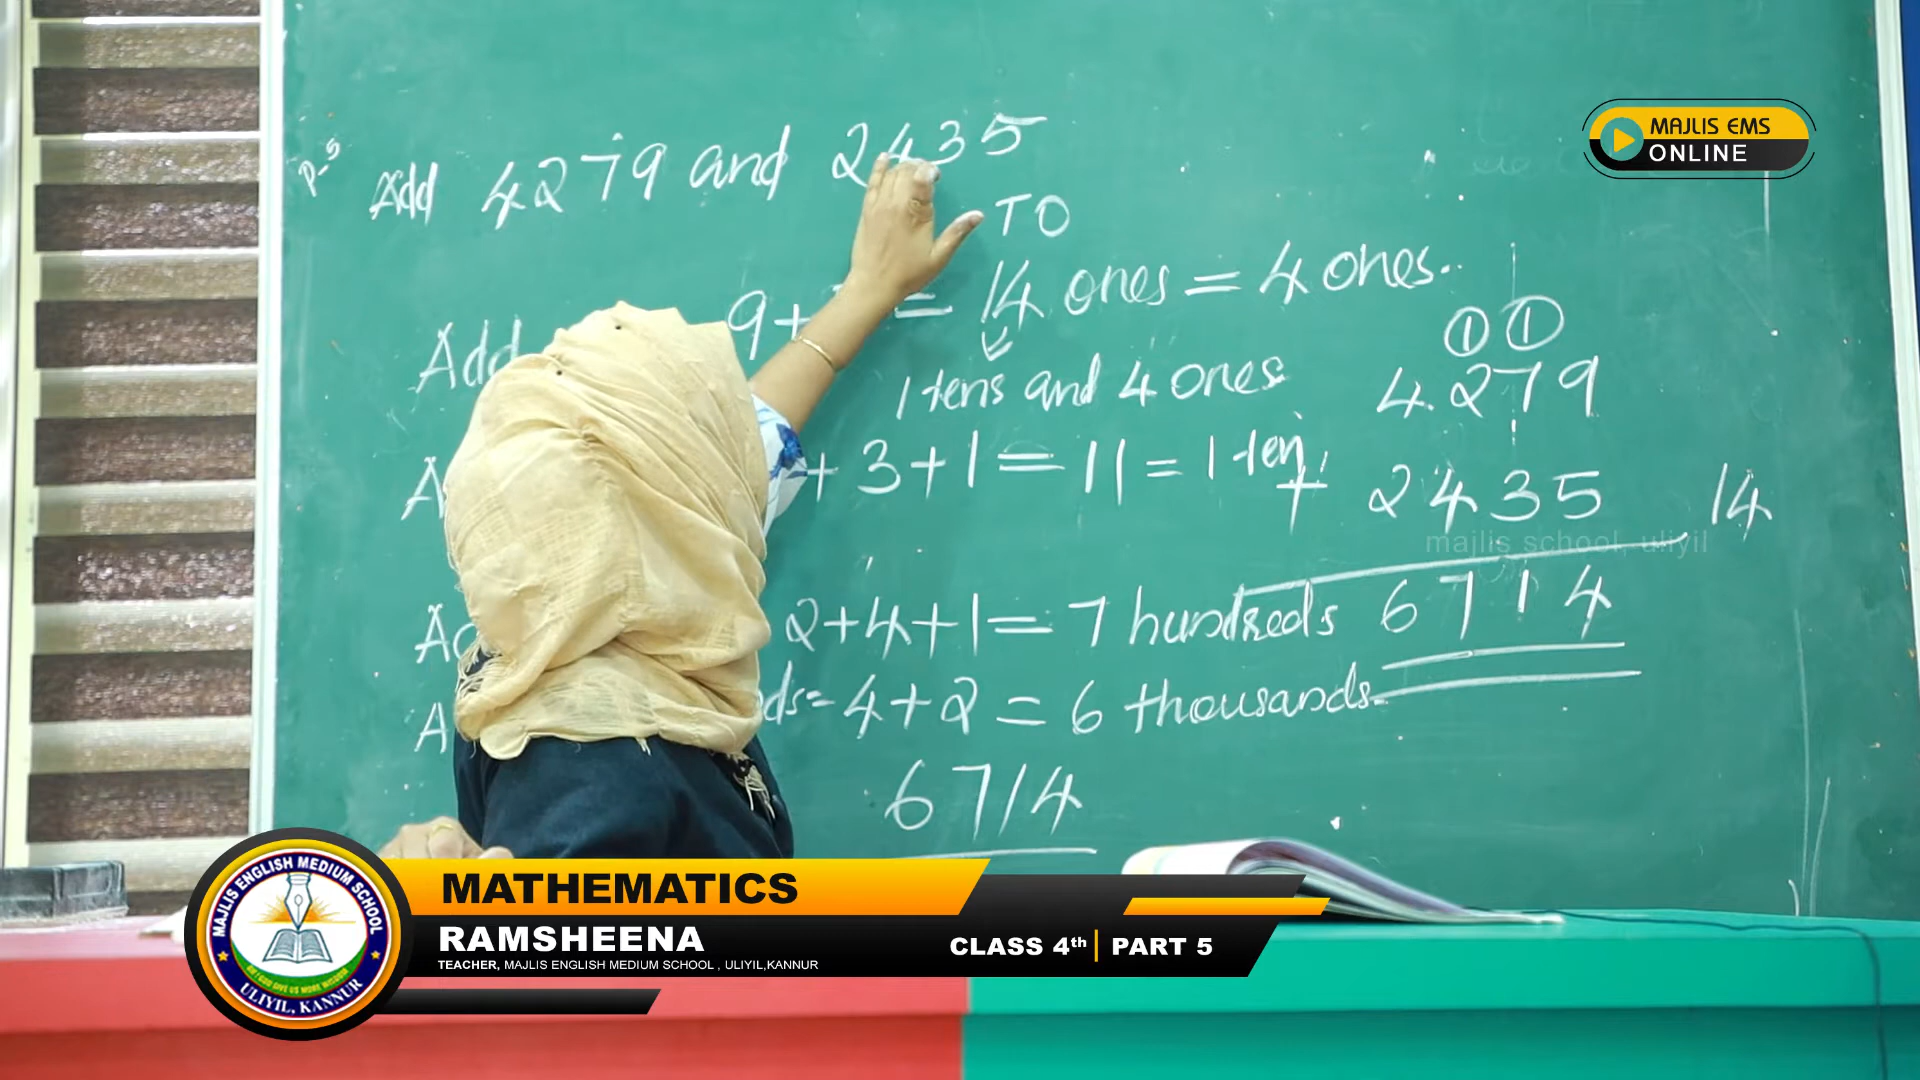 MAJLIS EMS
ONLINE
P-5
Add 4279 and 2435
TO
Add 9+ = 14 ones = 4 ones.
1 tens and 4 ones
+ 3+1 = 11 = 1 ten
2+4+1 = 7 hundreds
= 4+2 = 6 thousands.
6714
1 1
4279
+ 2435
14
6714
majlis school, uliyil
MATHEMATICS
RAMSHEENA
TEACHER, MAJLIS ENGLISH MEDIUM SCHOOL , ULIYIL,KANNUR
CLASS 4th | PART 5
MAJLIS ENGLISH MEDIUM SCHOOL
ULIYIL, KANNUR